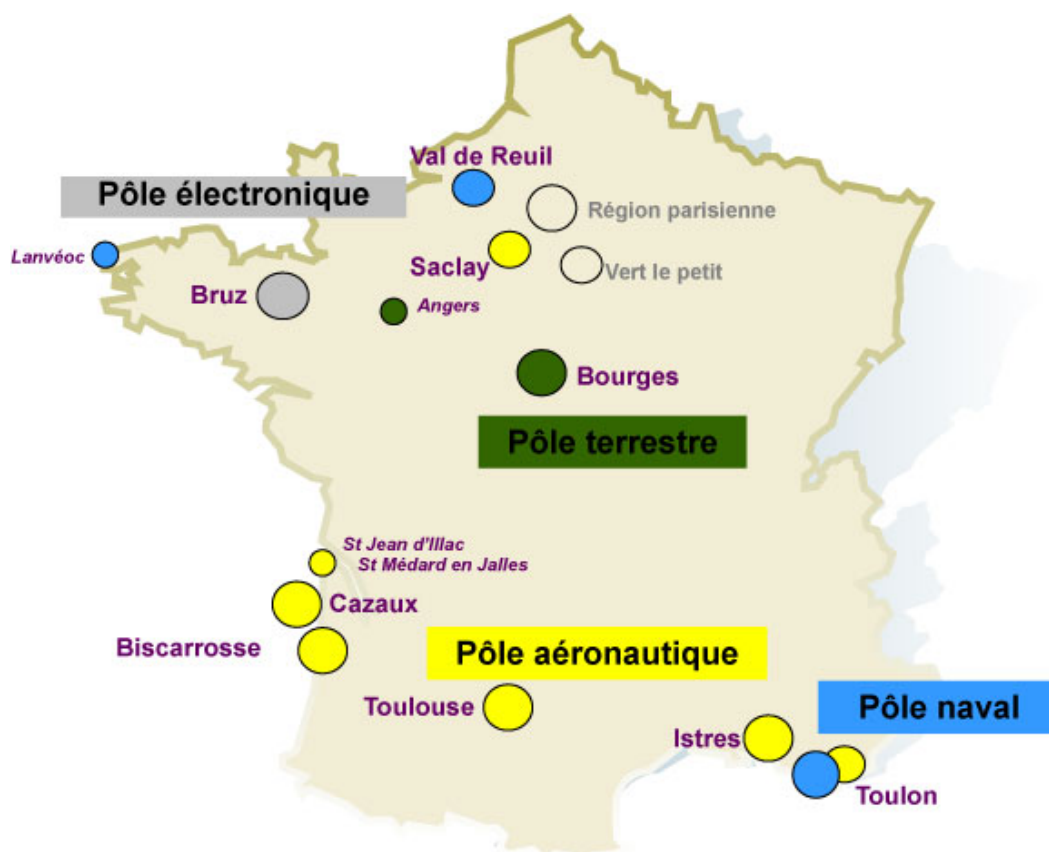 Val de Reuil
Pôle électronique
Région parisienne
Lanvéoc
Saclay
Vert le petit
Bruz
Angers
Bourges
Pôle terrestre
St Jean d'Illac
St Médard en Jalles
Cazaux
Biscarrosse
Pôle aéronautique
Toulouse
Pôle naval
Istres
Toulon